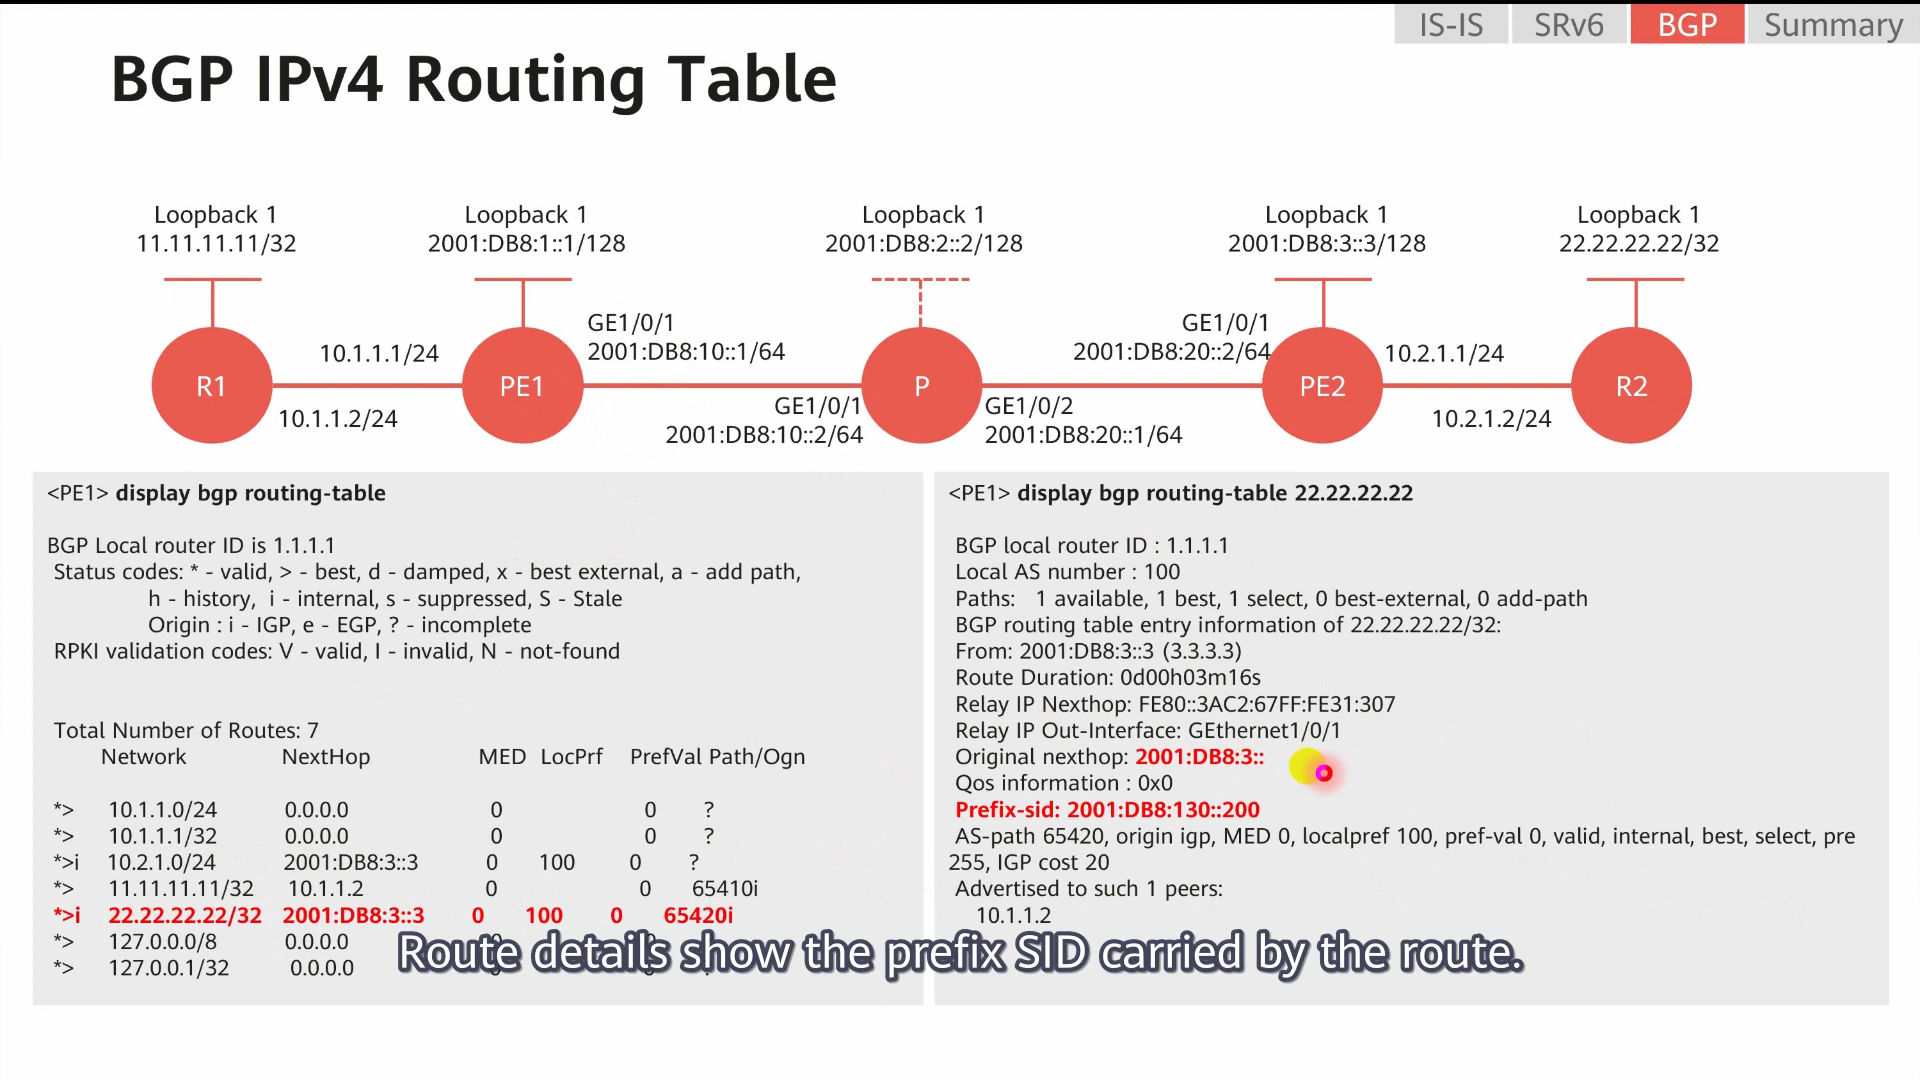 IS-IS SRv6 BGP Summary
BGP IPv4 Routing Table
Loopback 1 Loopback 1 Loopback 1 Loopback 1 Loopback 1
11.11.11.11/32 2001:DB8:1::1/128 2001:DB8:2::2/128 2001:DB8:3::3/128 22.22.22.22/32
GE1/0/1 GE1/0/1
10.1.1.1/24 2001:DB8:10::1/64 2001:DB8:20::2/64 10.2.1.1/24
R1 PE1 P PE2 R2
GE1/0/1 GE1/0/2
10.1.1.2/24 2001:DB8:10::2/64 2001:DB8:20::1/64 10.2.1.2/24
<PE1> display bgp routing-table
BGP Local router ID is 1.1.1.1
Status codes: * - valid, > - best, d - damped, x - best external, a - add path,
h - history, i - internal, s - suppressed, S - Stale
Origin : i - IGP, e - EGP, ? - incomplete
RPKI validation codes: V - valid, I - invalid, N - not-found
Total Number of Routes: 7
Network NextHop MED LocPrf PrefVal Path/Ogn
*> 10.1.1.0/24 0.0.0.0 0 0 ?
*> 10.1.1.1/32 0.0.0.0 0 0 ?
*>i 10.2.1.0/24 2001:DB8:3::3 0 100 0 ?
*> 11.11.11.11/32 10.1.1.2 0 0 65410i
*>i 22.22.22.22/32 2001:DB8:3::3 0 100 0 65420i
*> 127.0.0.0/8 0.0.0.0
*> 127.0.0.1/32 0.0.0.0
<PE1> display bgp routing-table 22.22.22.22
BGP local router ID : 1.1.1.1
Local AS number : 100
Paths: 1 available, 1 best, 1 select, 0 best-external, 0 add-path
BGP routing table entry information of 22.22.22.22/32:
From: 2001:DB8:3::3 (3.3.3.3)
Route Duration: 0d00h03m16s
Relay IP Nexthop: FE80::3AC2:67FF:FE31:307
Relay IP Out-Interface: GEthernet1/0/1
Original nexthop: 2001:DB8:3::
Qos information : 0x0
Prefix-sid: 2001:DB8:130::200
AS-path 65420, origin igp, MED 0, localpref 100, pref-val 0, valid, internal, best, select, pre
255, IGP cost 20
Advertised to such 1 peers:
10.1.1.2
Route details show the prefix SID carried by the route.